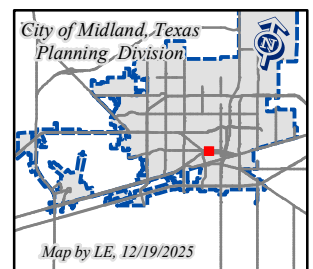 City of Midland, Texas
Planning Division
N
Map by LE, 12/19/2025